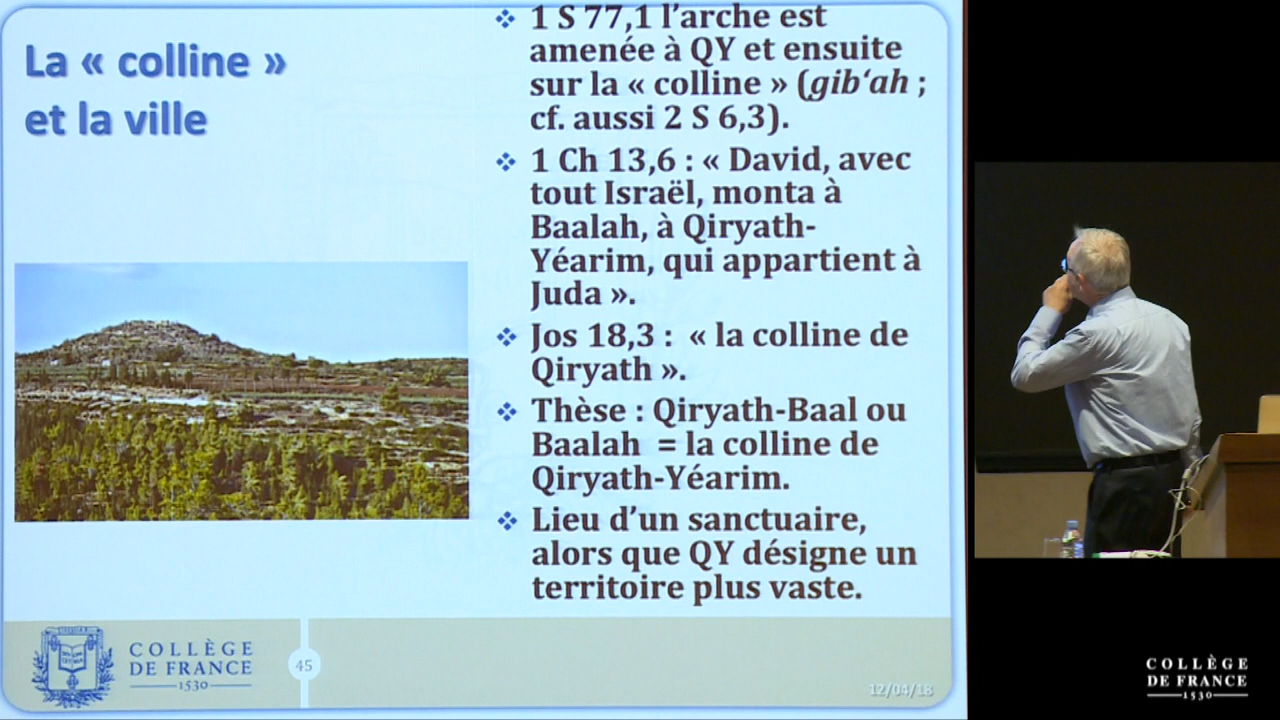 La « colline »
et la ville
1 S 77,1 l’arche est
amenée à QY et ensuite
sur la « colline » (gib‘ah ;
cf. aussi 2 S 6,3).
1 Ch 13,6 : « David, avec
tout Israël, monta à
Baalah, à Qiryath-
Yéarim, qui appartient à
Juda ».
Jos 18,3 : « la colline de
Qiryath ».
Thèse : Qiryath-Baal ou
Baalah = la colline de
Qiryath-Yéarim.
Lieu d’un sanctuaire,
alors que QY désigne un
territoire plus vaste.
COLLÈGE
DE FRANCE
1530
45
12/04/18
COLLÈGE
DE FRANCE
1530